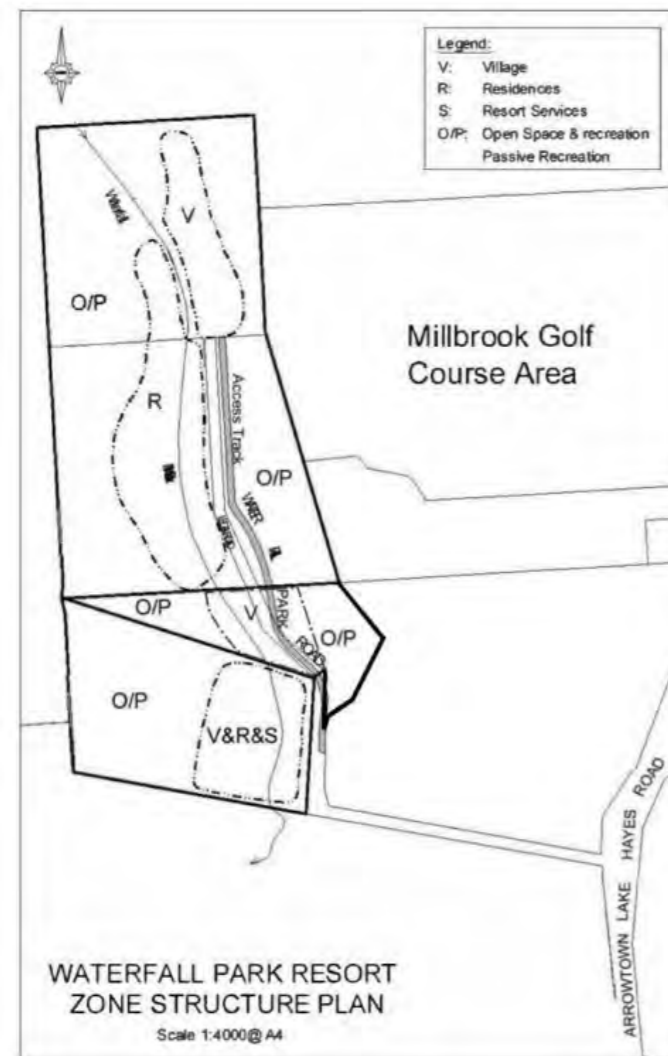 Legend:
V: Village
R: Residences
S: Resort Services
O/P: Open Space & recreation
Passive Recreation
V
O/P
Millbrook Golf
Course Area
R
Access Track
O/P
WATER
PARK
ROAD
O/P
V
O/P
O/P
V&R&S
ARROWTOWN LAKE HAYES ROAD
WATERFALL PARK RESORT
ZONE STRUCTURE PLAN
Scale 1:4000@ A4